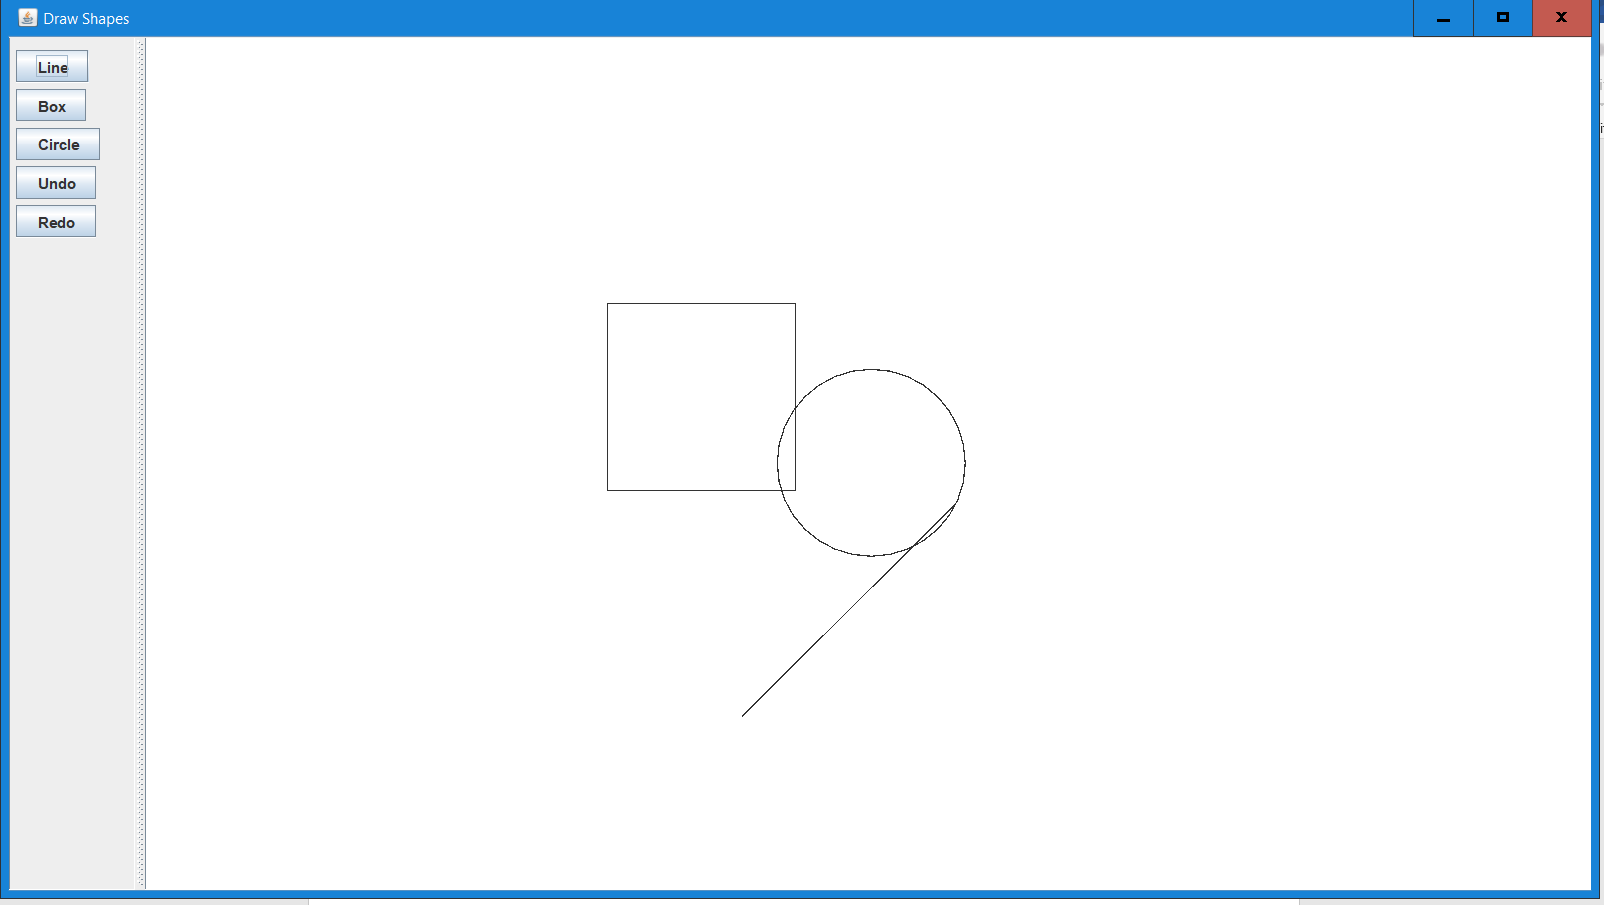 Draw Shapes
Line
Box
Circle
Undo
Redo